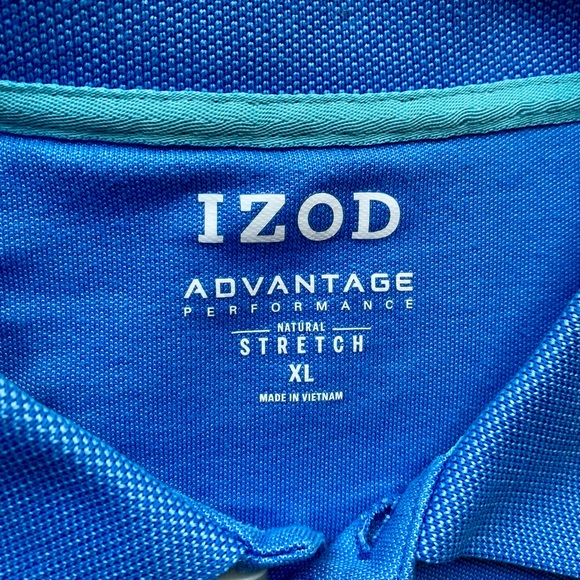 IZOD
ADVANTAGE
PERFORMANCE
NATURAL
STRETCH
XL
MADE IN VIETNAM